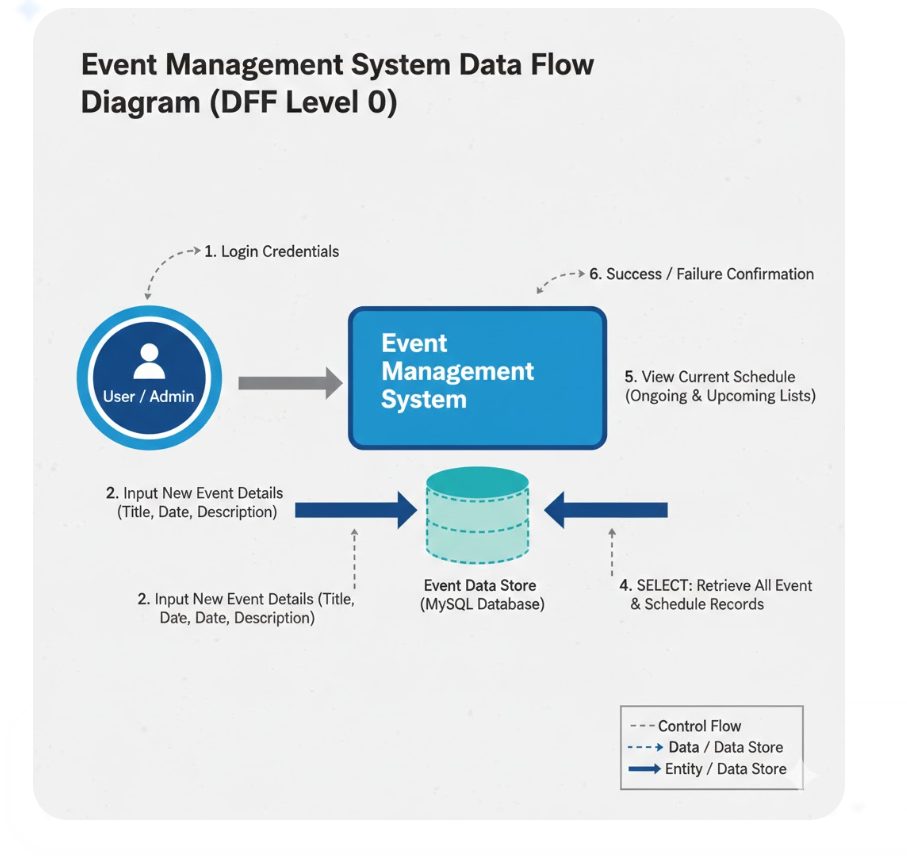 Event Management System Data Flow
Diagram (DFF Level 0)
1. Login Credentials
6. Success / Failure Confirmation
User / Admin
Event
Management
System
5. View Current Schedule
(Ongoing & Upcoming Lists)
2. Input New Event Details
(Title, Date, Description)
2. Input New Event Details (Title,
Date, Date, Description)
Event Data Store
(MySQL Database)
4. SELECT: Retrieve All Event
& Schedule Records
Control Flow
Data / Data Store
Entity / Data Store